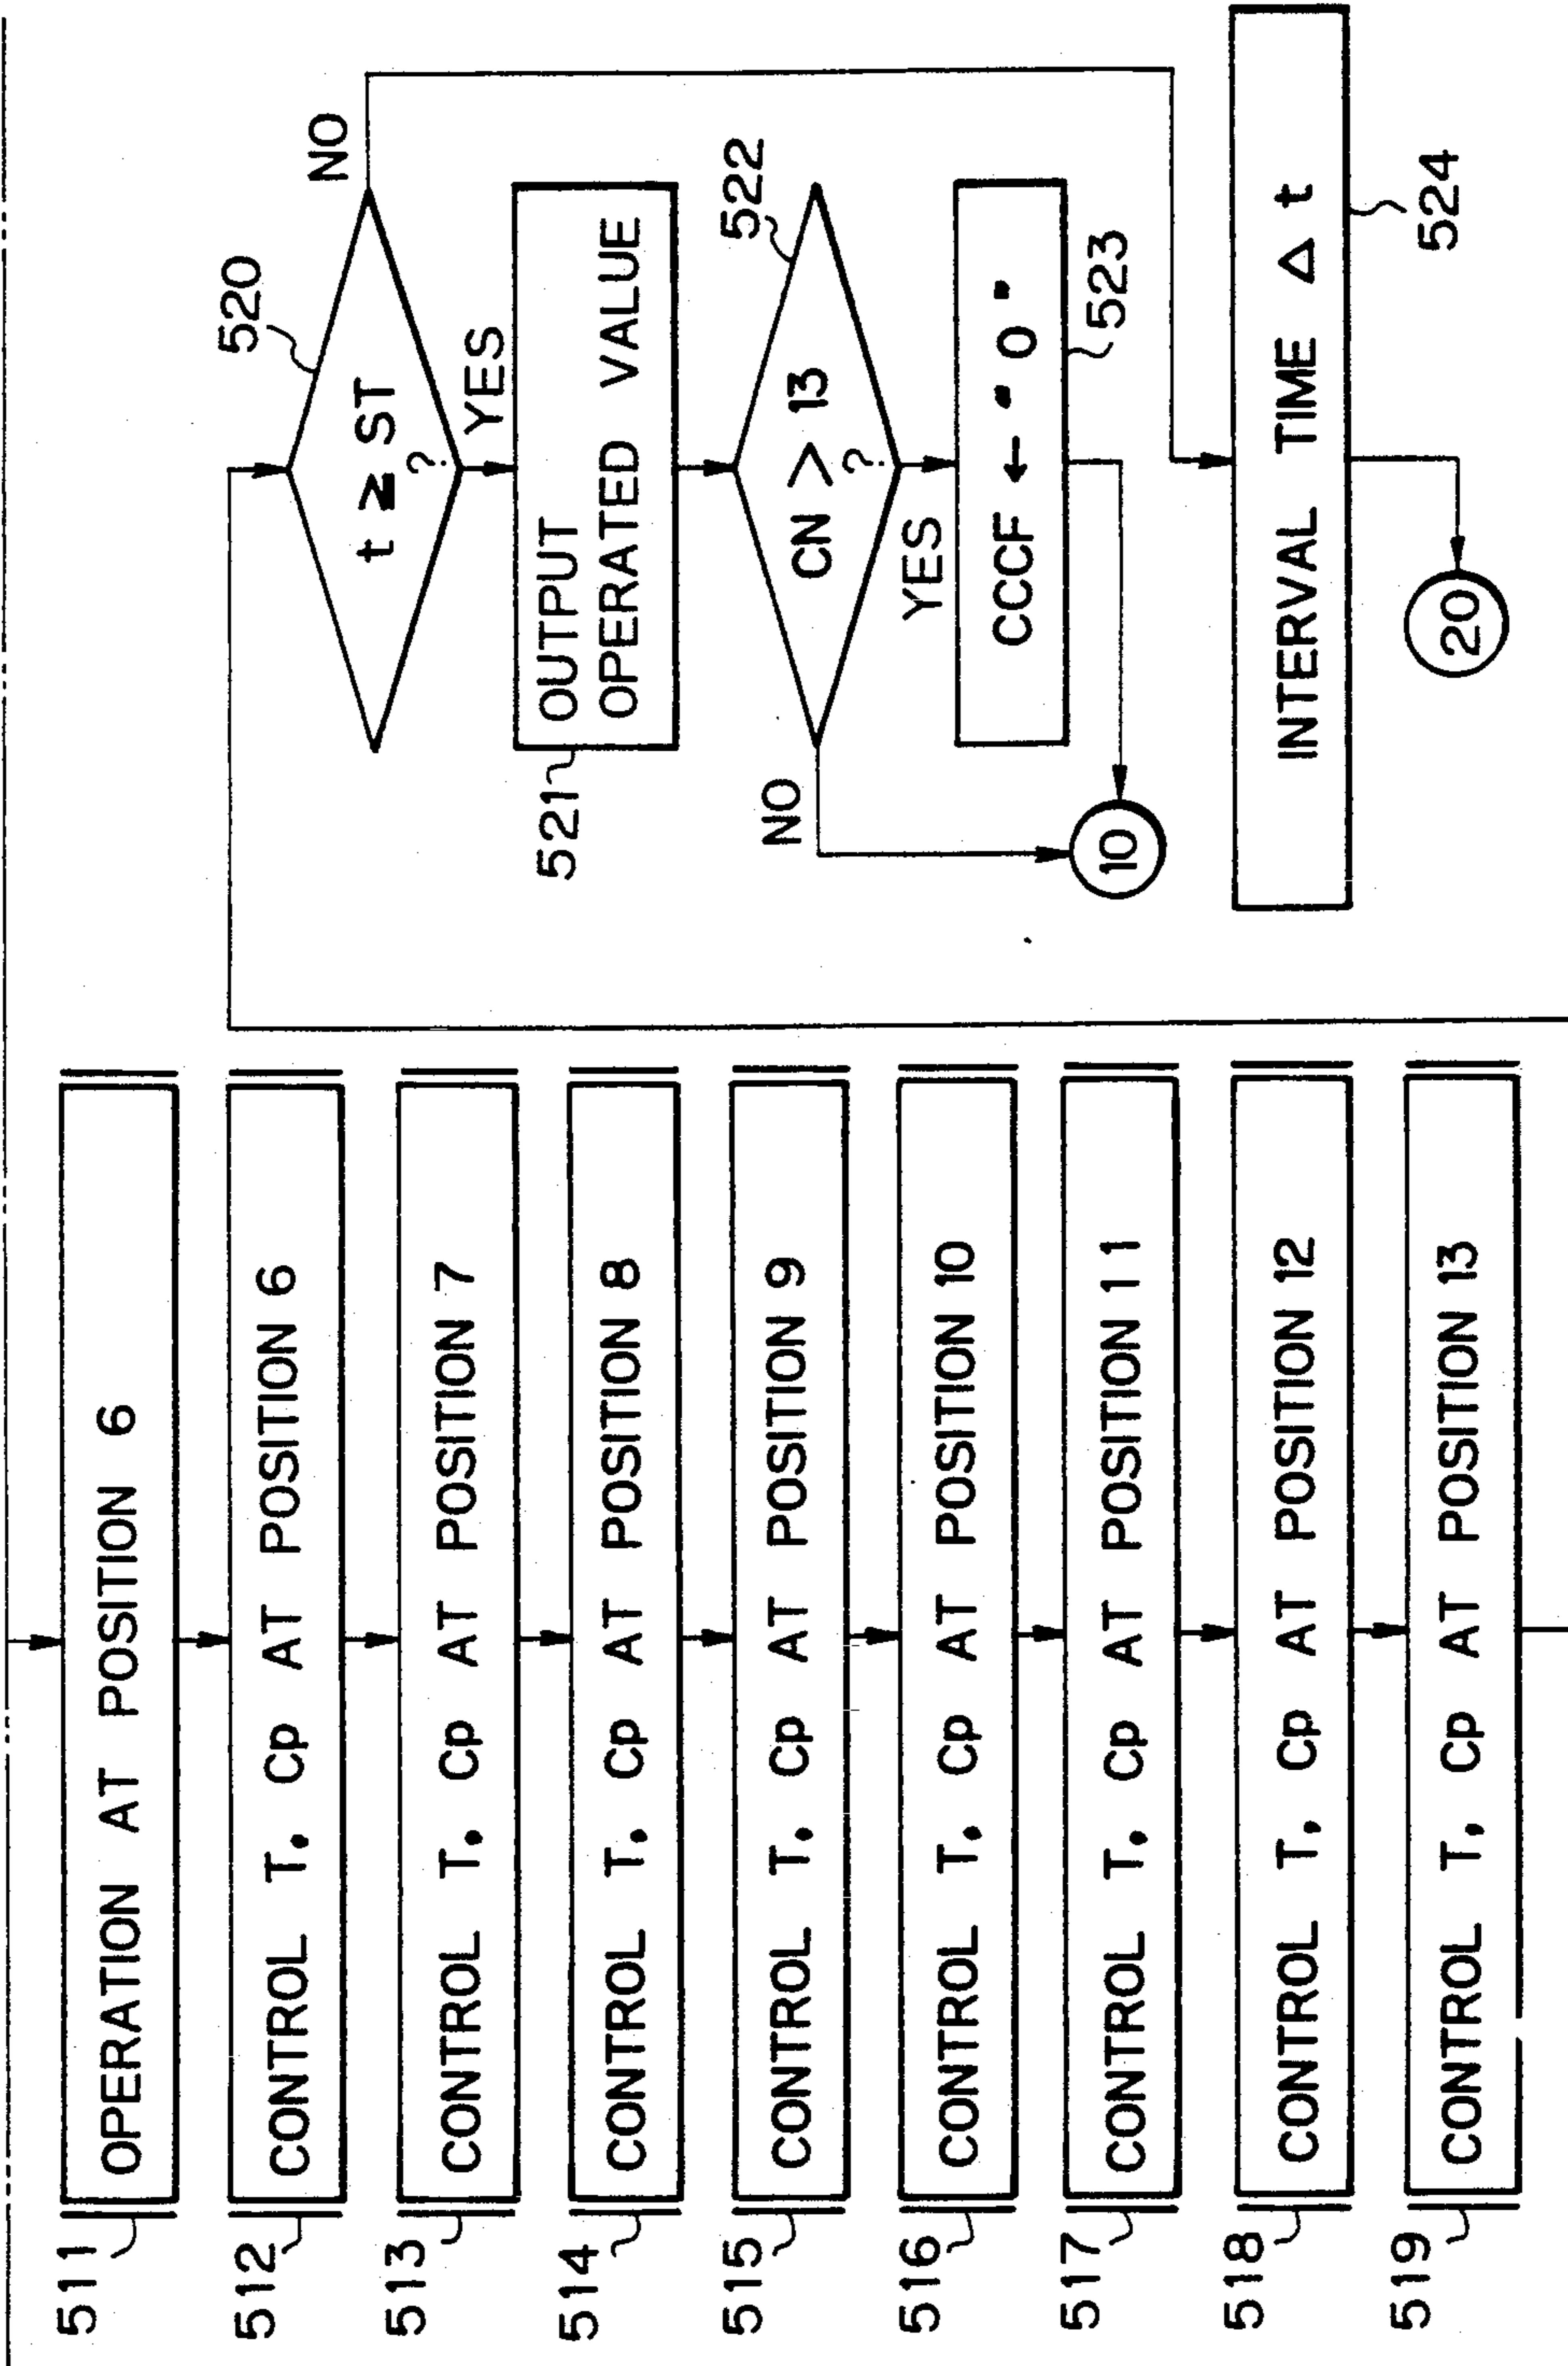 511
OPERATION AT POSITION 6
512
CONTROL T, Cp AT POSITION 6
513
CONTROL T, Cp AT POSITION 7
514
CONTROL T, Cp AT POSITION 8
515
CONTROL T, Cp AT POSITION 9
516
CONTROL T, Cp AT POSITION 10
517
CONTROL T, Cp AT POSITION 11
518
CONTROL T, Cp AT POSITION 12
519
CONTROL T, Cp AT POSITION 13
520
t ≥ ST
?
NO
YES
521
OUTPUT
OPERATED VALUE
522
CN > 13
?
NO
YES
CCCF ← "0"
523
10
INTERVAL TIME Δ t
524
20